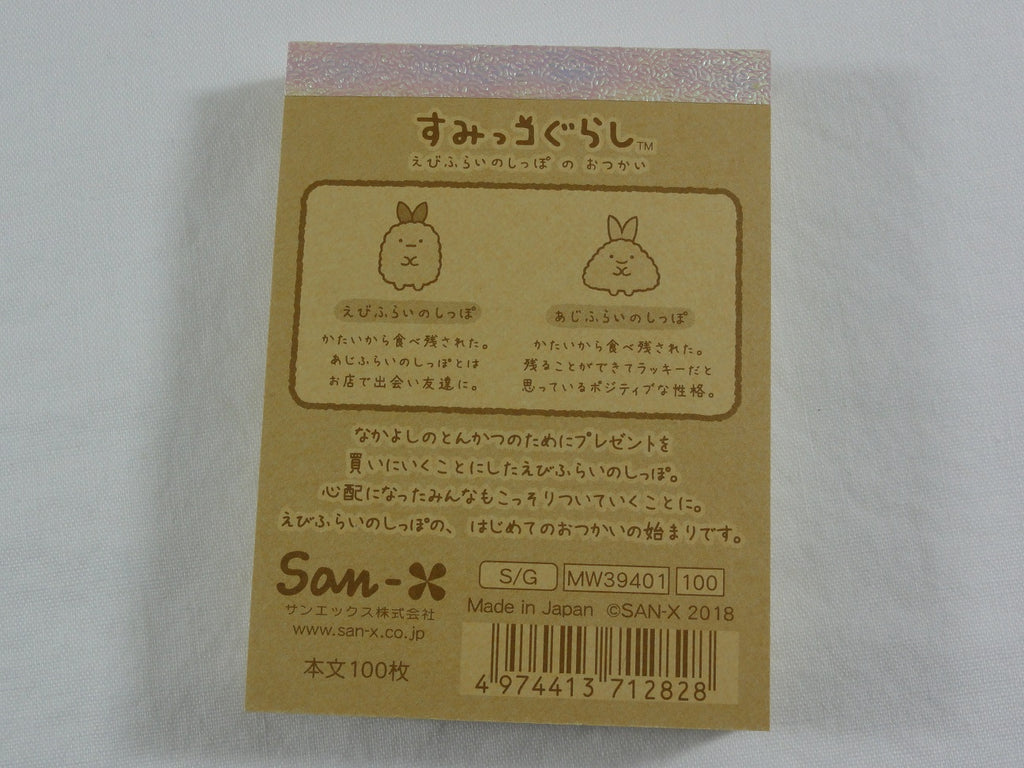 すみっコぐらし™
えびふらいのしっぽ の おつかい
えびふらいのしっぽ
かたいから食べ残された。
あじふらいのしっぽとは
お店で出会い友達に。
あじふらいのしっぽ
かたいから食べ残された。
残ることができてラッキーだと
思っているポジティブな性格。
なかよしのとんかつのためにプレゼントを
買いにいくことにしたえびふらいのしっぽ。
心配になったみんなもこっそりついていくことに。
えびふらいのしっぽの、はじめてのおつかいの始まりです。
San-X
サンエックス株式会社
www.san-x.co.jp
本文100枚
S/G MW39401 100
Made in Japan ©SAN-X 2018
4 974413 712828